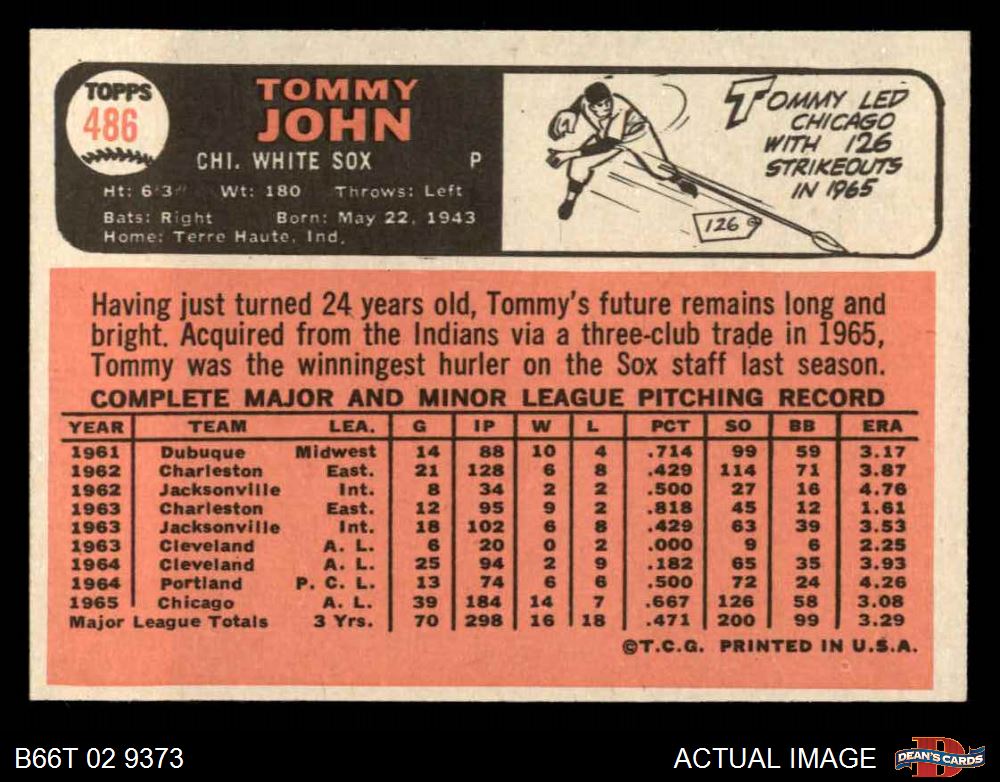 TOPPS
486
TOMMY
JOHN
CHI. WHITE SOX P
Ht: 6'3" Wt: 180 Throws: Left
Bats: Right Born: May 22, 1943
Home: Terre Haute, Ind.
TOMMY LED
CHICAGO
WITH 126
STRIKEOUTS
IN 1965
126
Having just turned 24 years old, Tommy's future remains long and
bright. Acquired from the Indians via a three-club trade in 1965,
Tommy was the winningest hurler on the Sox staff last season.
COMPLETE MAJOR AND MINOR LEAGUE PITCHING RECORD
YEAR TEAM LEA. G IP W L PCT SO BB ERA
1961 Dubuque Midwest 14 88 10 4 .714 99 59 3.17
1962 Charleston East. 21 128 6 8 .429 114 71 3.87
1962 Jacksonville Int. 8 34 2 2 .500 27 16 4.76
1963 Charleston East. 12 95 9 2 .818 45 12 1.61
1963 Jacksonville Int. 18 102 6 8 .429 63 39 3.53
1963 Cleveland A. L. 6 20 0 2 .000 9 6 2.25
1964 Cleveland A. L. 25 94 2 9 .182 65 35 3.93
1964 Portland P. C. L. 13 74 6 6 .500 72 24 4.26
1965 Chicago A. L. 39 184 14 7 .667 126 58 3.08
Major League Totals 3 Yrs. 70 298 16 18 .471 200 99 3.29
©T.C.G. PRINTED IN U.S.A.
B66T 02 9373
ACTUAL IMAGE
D
DEAN'S CARDS